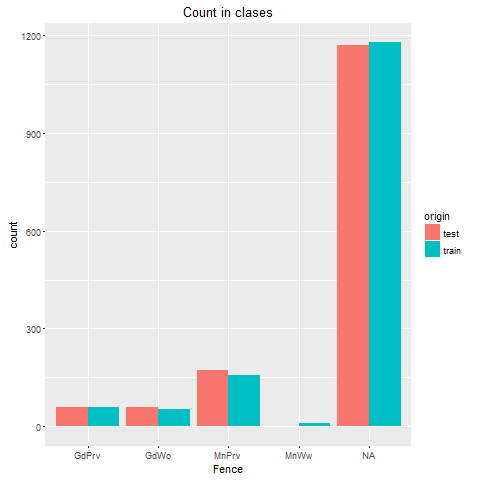 Count in clases
count
1200
900
600
300
0
GdPrv GdWo MnPrv MnWw NA
Fence
origin
test
train